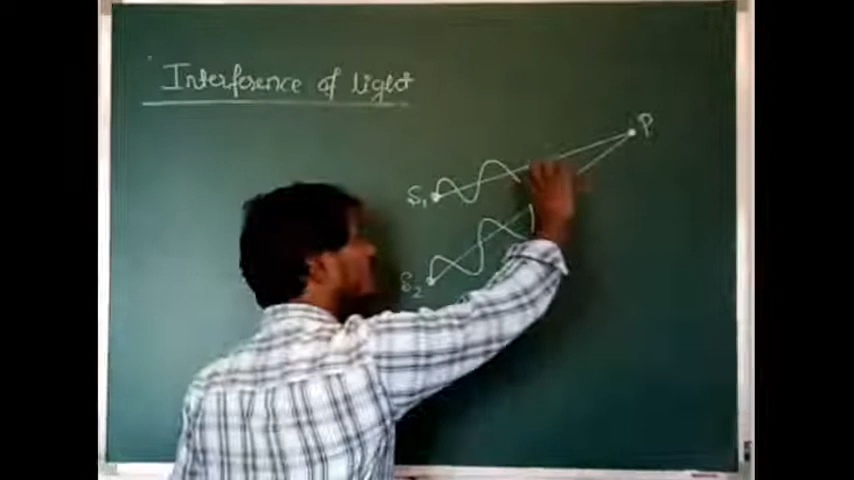 Interference of light
P
S₁
S₂